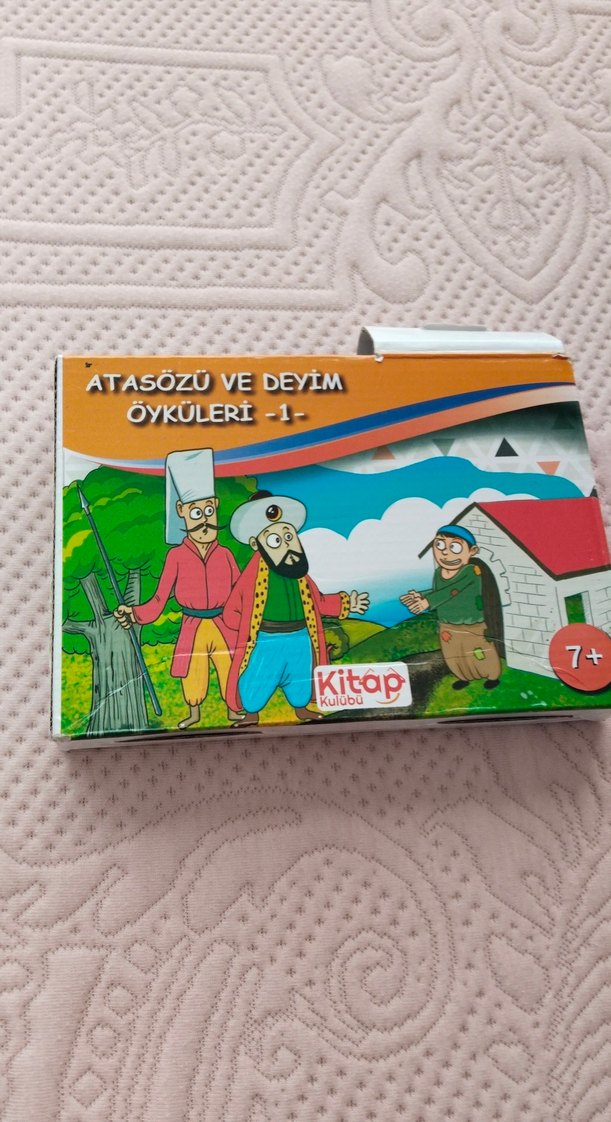 ATASÖZÜ VE DEYİM
ÖYKÜLERİ -1-
7+
Kitap
Kulübü